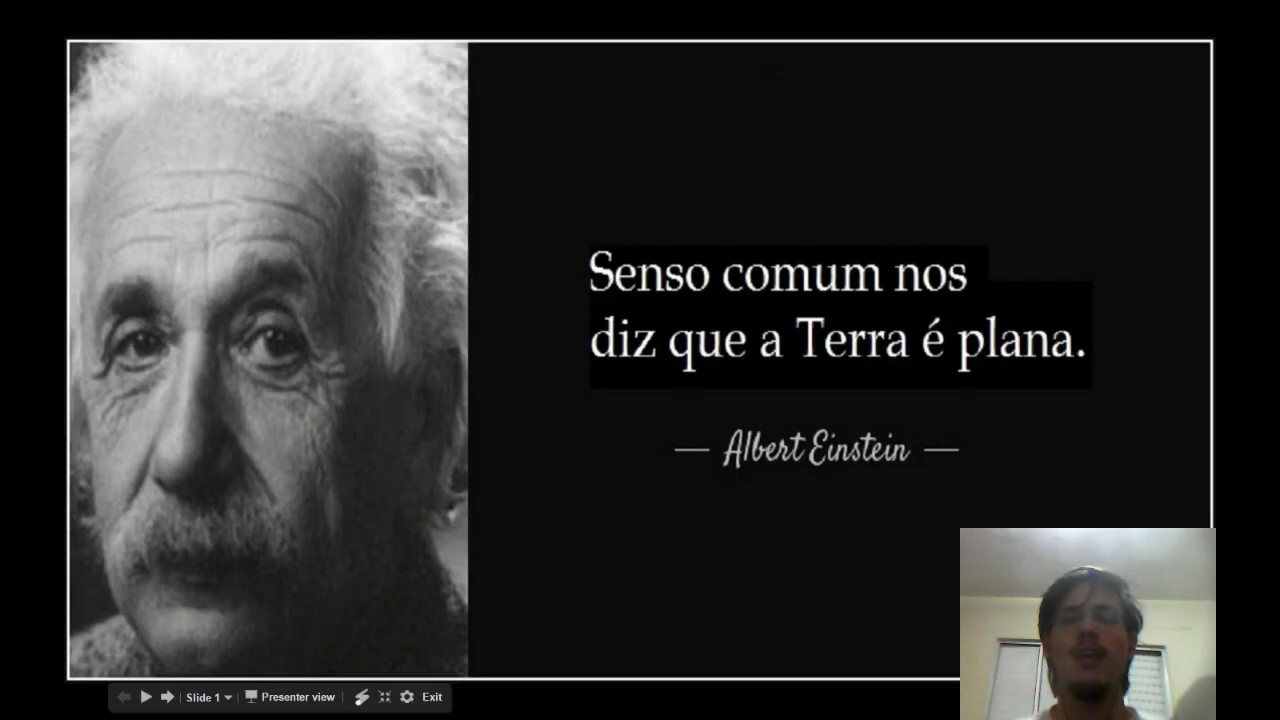 Senso comum nos
diz que a Terra é plana.
— Albert Einstein —
Slide 1
Presenter view
Exit